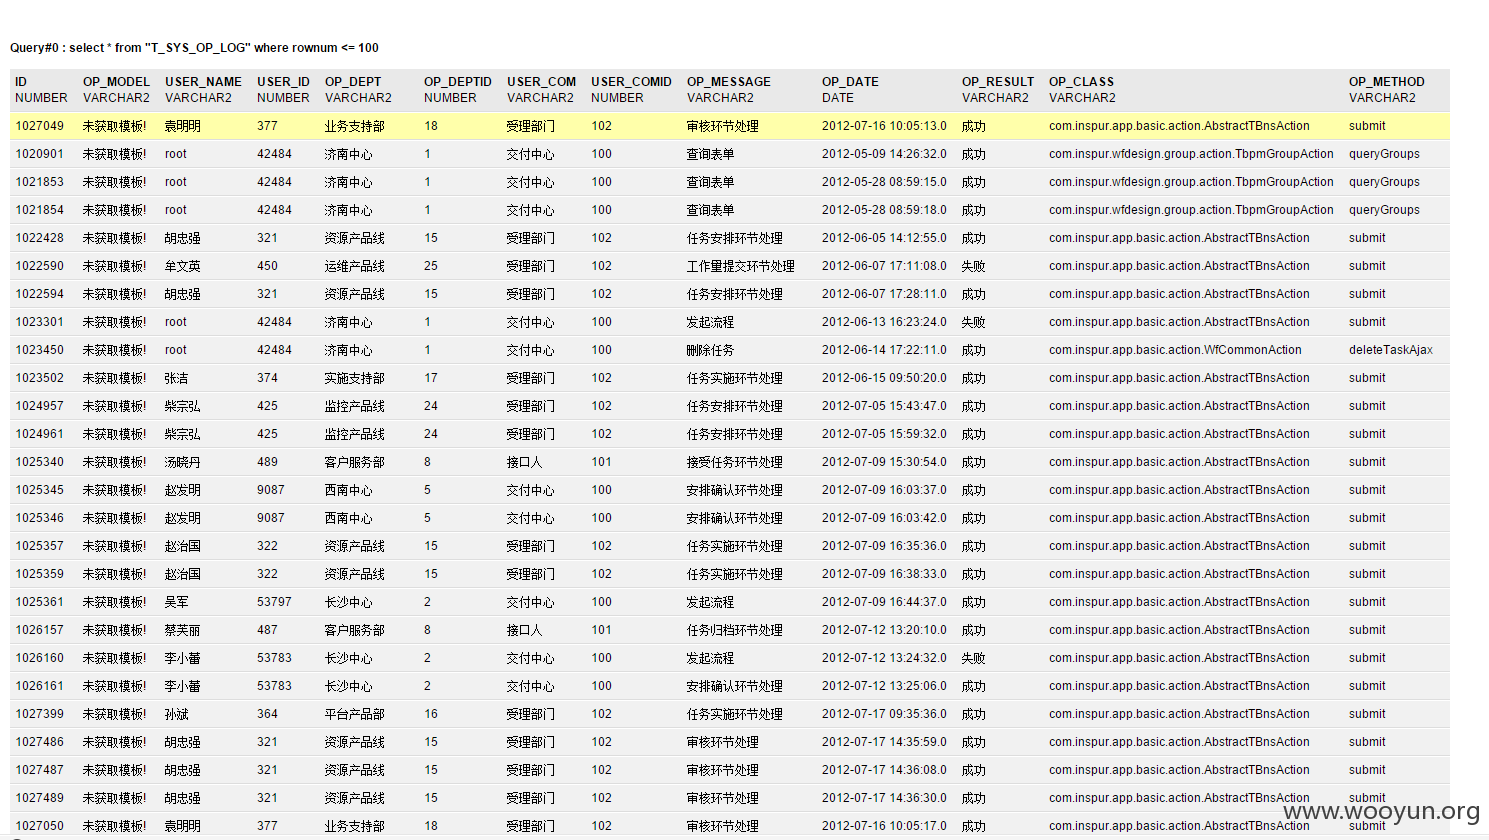 Query#0 : select * from "T_SYS_OP_LOG" where rownum <= 100
ID OP_MODEL USER_NAME USER_ID OP_DEPT OP_DEPTID USER_COM USER_COMID OP_MESSAGE OP_DATE OP_RESULT OP_CLASS OP_METHOD
NUMBER VARCHAR2 VARCHAR2 NUMBER VARCHAR2 NUMBER VARCHAR2 NUMBER VARCHAR2 DATE VARCHAR2 VARCHAR2 VARCHAR2
1027049 未获取模板! 袁明明 377 业务支持部 18 受理部门 102 审核环节处理 2012-07-16 10:05:13.0 成功 com.inspur.app.basic.action.AbstractTBnsAction submit
1020901 未获取模板! root 42484 济南中心 1 交付中心 100 查询表单 2012-05-09 14:26:32.0 成功 com.inspur.wfdesign.group.action.TbpmGroupAction queryGroups
1021853 未获取模板! root 42484 济南中心 1 交付中心 100 查询表单 2012-05-28 08:59:15.0 成功 com.inspur.wfdesign.group.action.TbpmGroupAction queryGroups
1021854 未获取模板! root 42484 济南中心 1 交付中心 100 查询表单 2012-05-28 08:59:18.0 成功 com.inspur.wfdesign.group.action.TbpmGroupAction queryGroups
1022428 未获取模板! 胡忠强 321 资源产品线 15 受理部门 102 任务安排环节处理 2012-06-05 14:12:55.0 成功 com.inspur.app.basic.action.AbstractTBnsAction submit
1022590 未获取模板! 牟文英 450 运维产品线 25 受理部门 102 工作量提交环节处理 2012-06-07 17:11:08.0 失败 com.inspur.app.basic.action.AbstractTBnsAction submit
1022594 未获取模板! 胡忠强 321 资源产品线 15 受理部门 102 任务安排环节处理 2012-06-07 17:28:11.0 成功 com.inspur.app.basic.action.AbstractTBnsAction submit
1023301 未获取模板! root 42484 济南中心 1 交付中心 100 发起流程 2012-06-13 16:23:24.0 失败 com.inspur.app.basic.action.AbstractTBnsAction submit
1023450 未获取模板! root 42484 济南中心 1 交付中心 100 删除任务 2012-06-14 17:22:11.0 成功 com.inspur.app.basic.action.WfCommonAction deleteTaskAjax
1023502 未获取模板! 张洁 374 实施支持部 17 受理部门 102 任务实施环节处理 2012-06-15 09:50:20.0 成功 com.inspur.app.basic.action.AbstractTBnsAction submit
1024957 未获取模板! 柴宗弘 425 监控产品线 24 受理部门 102 任务安排环节处理 2012-07-05 15:43:47.0 成功 com.inspur.app.basic.action.AbstractTBnsAction submit
1024961 未获取模板! 柴宗弘 425 监控产品线 24 受理部门 102 任务安排环节处理 2012-07-05 15:59:32.0 成功 com.inspur.app.basic.action.AbstractTBnsAction submit
1025340 未获取模板! 汤晓丹 489 客户服务部 8 接口人 101 接受任务环节处理 2012-07-09 15:30:54.0 成功 com.inspur.app.basic.action.AbstractTBnsAction submit
1025345 未获取模板! 赵发明 9087 西南中心 5 交付中心 100 安排确认环节处理 2012-07-09 16:03:37.0 成功 com.inspur.app.basic.action.AbstractTBnsAction submit
1025346 未获取模板! 赵发明 9087 西南中心 5 交付中心 100 安排确认环节处理 2012-07-09 16:03:42.0 成功 com.inspur.app.basic.action.AbstractTBnsAction submit
1025357 未获取模板! 赵治国 322 资源产品线 15 受理部门 102 任务实施环节处理 2012-07-09 16:35:36.0 成功 com.inspur.app.basic.action.AbstractTBnsAction submit
1025359 未获取模板! 赵治国 322 资源产品线 15 受理部门 102 任务实施环节处理 2012-07-09 16:38:33.0 成功 com.inspur.app.basic.action.AbstractTBnsAction submit
1025361 未获取模板! 吴军 53797 长沙中心 2 交付中心 100 发起流程 2012-07-09 16:44:37.0 成功 com.inspur.app.basic.action.AbstractTBnsAction submit
1026157 未获取模板! 蔡芙丽 487 客户服务部 8 接口人 101 任务归档环节处理 2012-07-12 13:20:10.0 成功 com.inspur.app.basic.action.AbstractTBnsAction submit
1026160 未获取模板! 李小蕾 53783 长沙中心 2 交付中心 100 发起流程 2012-07-12 13:24:32.0 失败 com.inspur.app.basic.action.AbstractTBnsAction submit
1026161 未获取模板! 李小蕾 53783 长沙中心 2 交付中心 100 安排确认环节处理 2012-07-12 13:25:06.0 成功 com.inspur.app.basic.action.AbstractTBnsAction submit
1027399 未获取模板! 孙斌 364 平台产品部 16 受理部门 102 任务实施环节处理 2012-07-17 09:35:36.0 成功 com.inspur.app.basic.action.AbstractTBnsAction submit
1027486 未获取模板! 胡忠强 321 资源产品线 15 受理部门 102 审核环节处理 2012-07-17 14:35:59.0 成功 com.inspur.app.basic.action.AbstractTBnsAction submit
1027487 未获取模板! 胡忠强 321 资源产品线 15 受理部门 102 审核环节处理 2012-07-17 14:36:08.0 成功 com.inspur.app.basic.action.AbstractTBnsAction submit
1027489 未获取模板! 胡忠强 321 资源产品线 15 受理部门 102 审核环节处理 2012-07-17 14:36:30.0 成功 com.inspur.app.basic.action.AbstractTBnsAction submit
1027050 未获取模板! 袁明明 377 业务支持部 18 受理部门 102 审核环节处理 2012-07-16 10:05:17.0 成功 com.inspur.app.basic.action.AbstractTBnsAction submit
www.wooyun.org